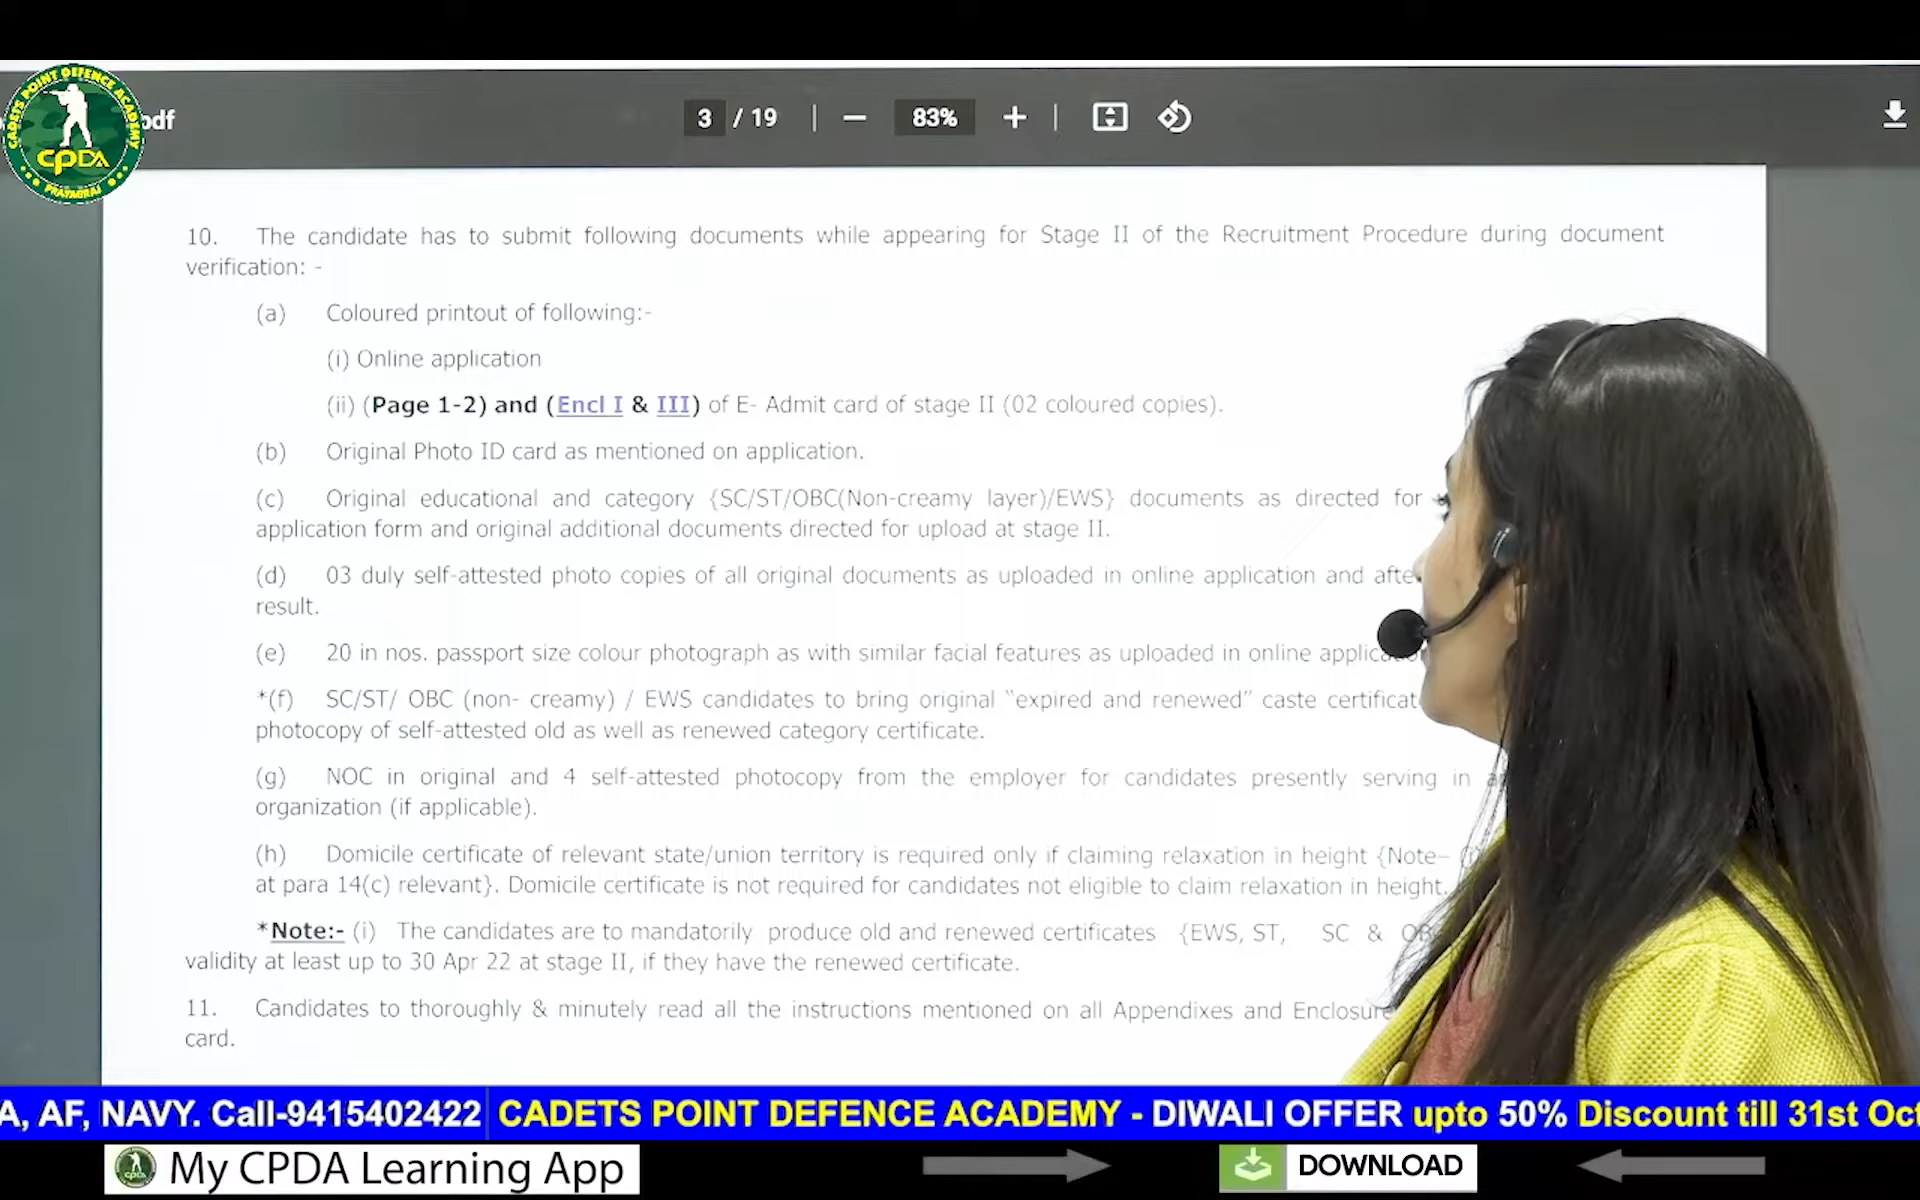 CADETS POINT DEFENCE ACADEMY
CPDA
PRAYAGRAJ
pdf
3 / 19 | — 83% + |
10. The candidate has to submit following documents while appearing for Stage II of the Recruitment Procedure during document
verification: -
(a) Coloured printout of following:-
(i) Online application
(ii) (Page 1-2) and (Encl I & III) of E- Admit card of stage II (02 coloured copies).
(b) Original Photo ID card as mentioned on application.
(c) Original educational and category {SC/ST/OBC(Non-creamy layer)/EWS} documents as directed for
application form and original additional documents directed for upload at stage II.
(d) 03 duly self-attested photo copies of all original documents as uploaded in online application and
result.
(e) 20 in nos. passport size colour photograph as with similar facial features as uploaded in online
*(f) SC/ST/ OBC (non- creamy) / EWS candidates to bring original “expired and renewed” caste
photocopy of self-attested old as well as renewed category certificate.
(g) NOC in original and 4 self-attested photocopy from the employer for candidates presently serving in
organization (if applicable).
(h) Domicile certificate of relevant state/union territory is required only if claiming relaxation in height {Note–
at para 14(c) relevant}. Domicile certificate is not required for candidates not eligible to claim relaxation in height.
*Note:- (i) The candidates are to mandatorily produce old and renewed certificates {EWS, ST, SC &
validity at least up to 30 Apr 22 at stage II, if they have the renewed certificate.
11. Candidates to thoroughly & minutely read all the instructions mentioned on all Appendixes and
card.
A, AF, NAVY. Call-9415402422 CADETS POINT DEFENCE ACADEMY - DIWALI OFFER upto 50% Discount till 31st Oct
My CPDA Learning App
DOWNLOAD